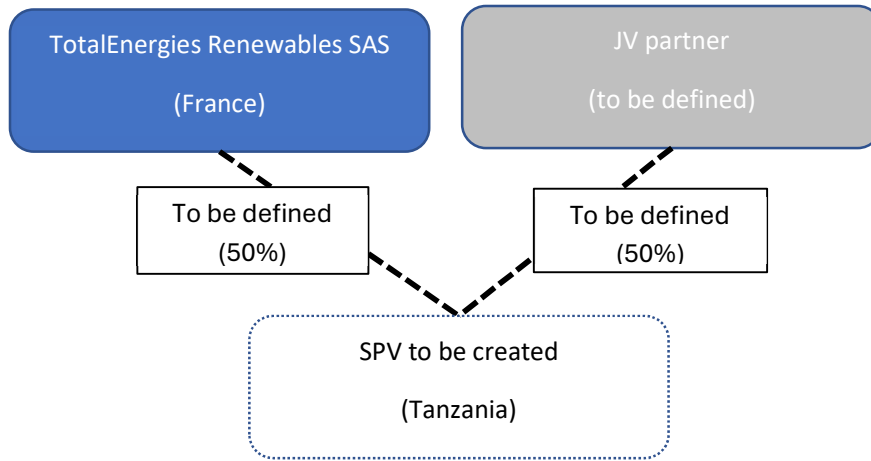 TotalEnergies Renewables SAS
(France)
JV partner
(to be defined)
To be defined
(50%)
To be defined
(50%)
SPV to be created
(Tanzania)